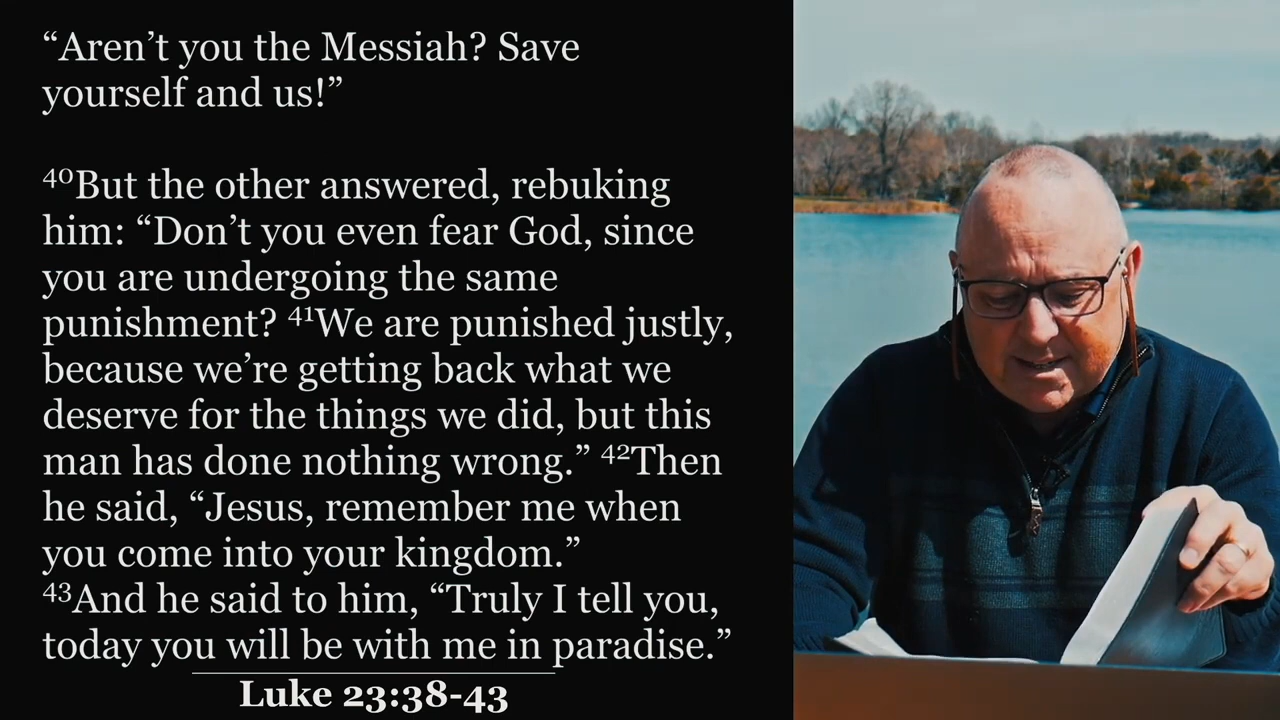 “Aren’t you the Messiah? Save
yourself and us!”
⁴⁰But the other answered, rebuking
him: “Don’t you even fear God, since
you are undergoing the same
punishment? ⁴¹We are punished justly,
because we’re getting back what we
deserve for the things we did, but this
man has done nothing wrong.” ⁴²Then
he said, “Jesus, remember me when
you come into your kingdom.”
⁴³And he said to him, “Truly I tell you,
today you will be with me in paradise.”
Luke 23:38-43